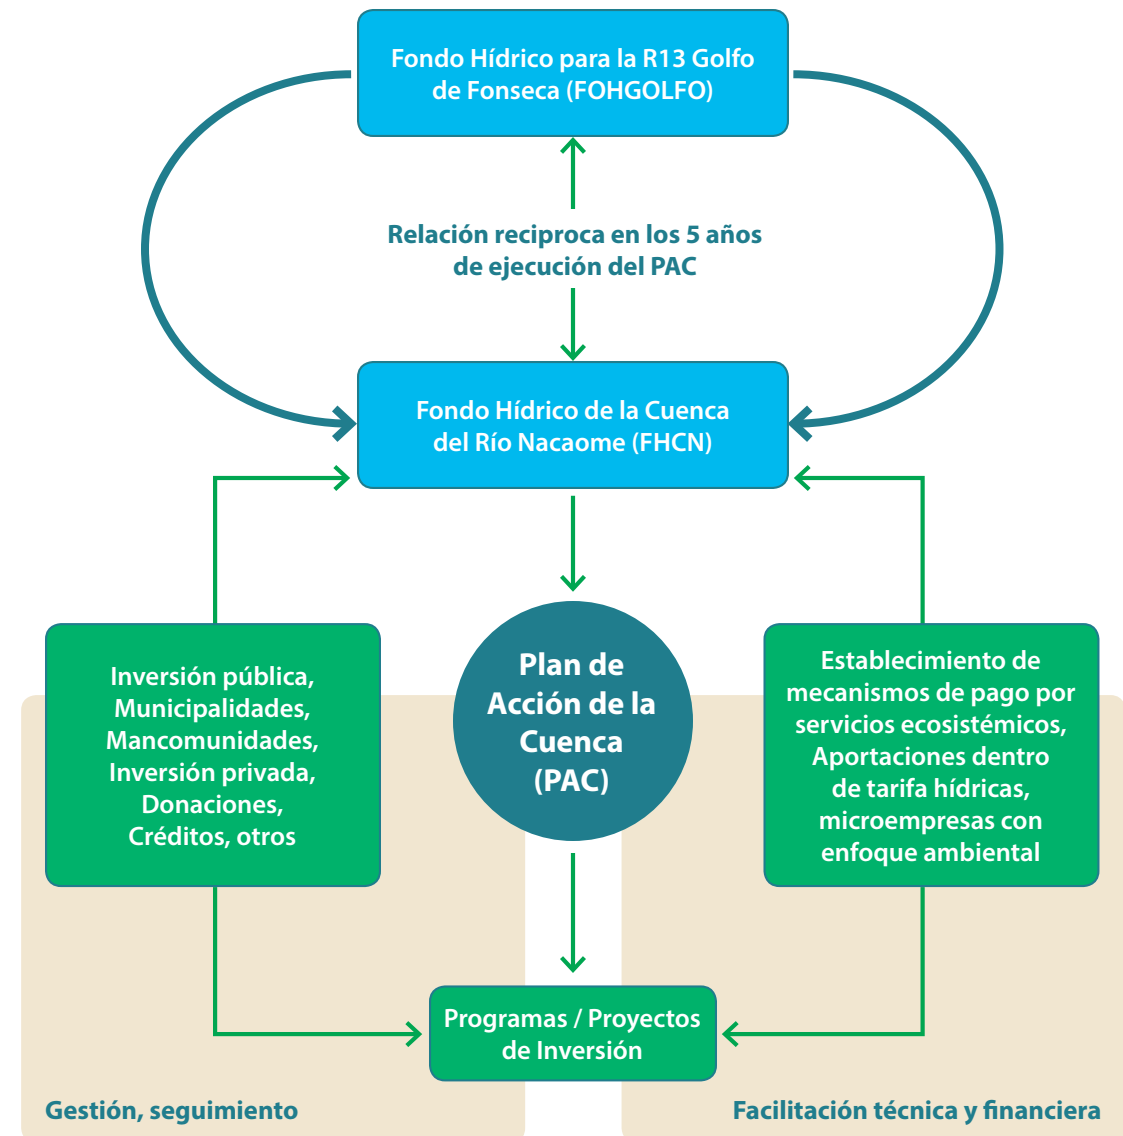 Fondo Hídrico para la R13 Golfo
de Fonseca (FOHGOLFO)
Relación reciproca en los 5 años
de ejecución del PAC
Fondo Hídrico de la Cuenca
del Río Nacaome (FHCN)
Inversión pública,
Municipalidades,
Mancomunidades,
Inversión privada,
Donaciones,
Créditos, otros
Plan de
Acción de la
Cuenca
(PAC)
Establecimiento de
mecanismos de pago por
servicios ecosistémicos,
Aportaciones dentro
de tarifa hídricas,
microempresas con
enfoque ambiental
Programas / Proyectos
de Inversión
Gestión, seguimiento
Facilitación técnica y financiera